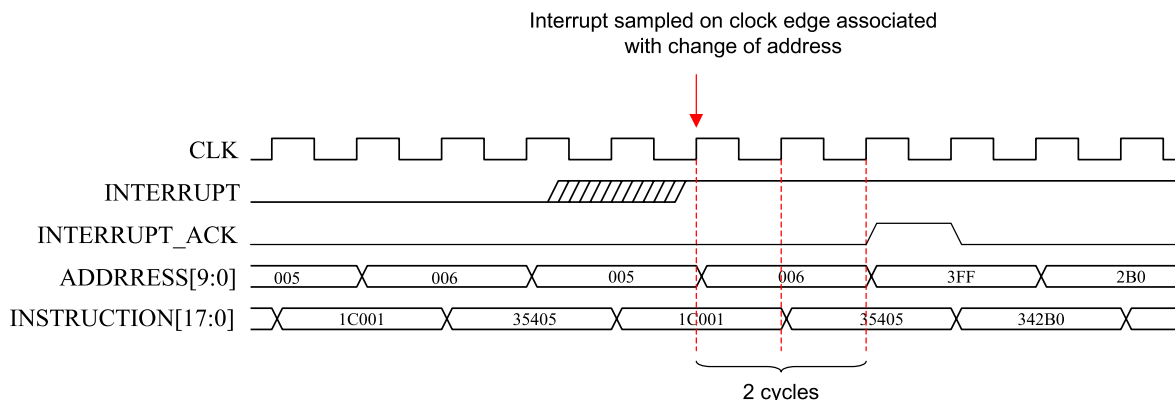 Interrupt sampled on clock edge associated
with change of address
CLK
INTERRUPT
INTERRUPT_ACK
ADDRRESS[9:0] 005 006 005 006 3FF 2B0
INSTRUCTION[17:0] 1C001 35405 1C001 35405 342B0
2 cycles